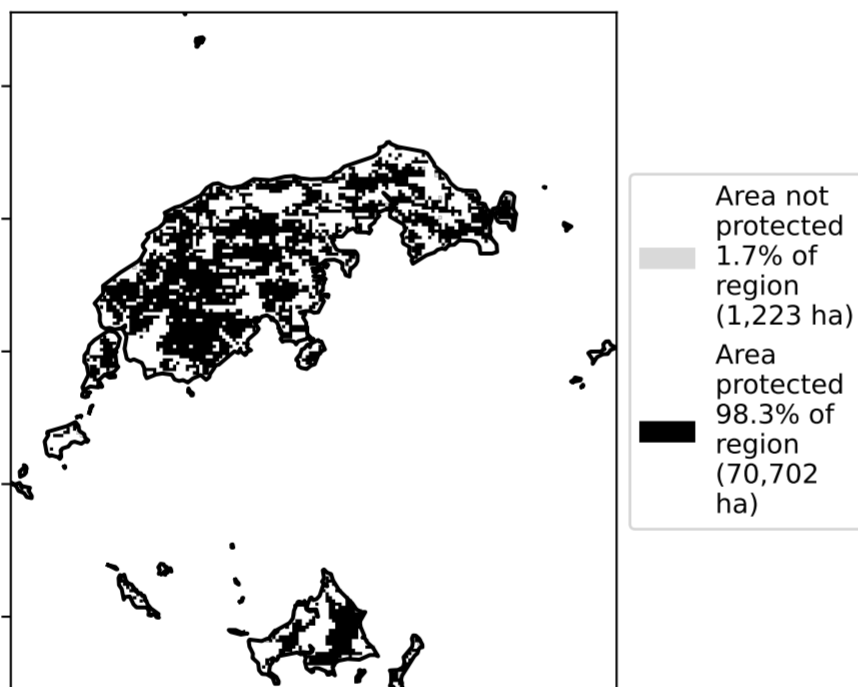 Area not
protected
1.7% of
region
(1,223 ha)
Area
protected
98.3% of
region
(70,702
ha)